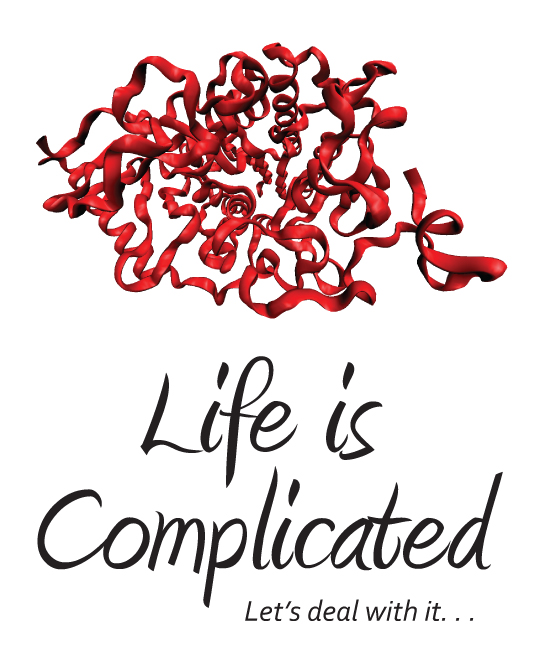 Life is
Complicated
Let's deal with it. . .